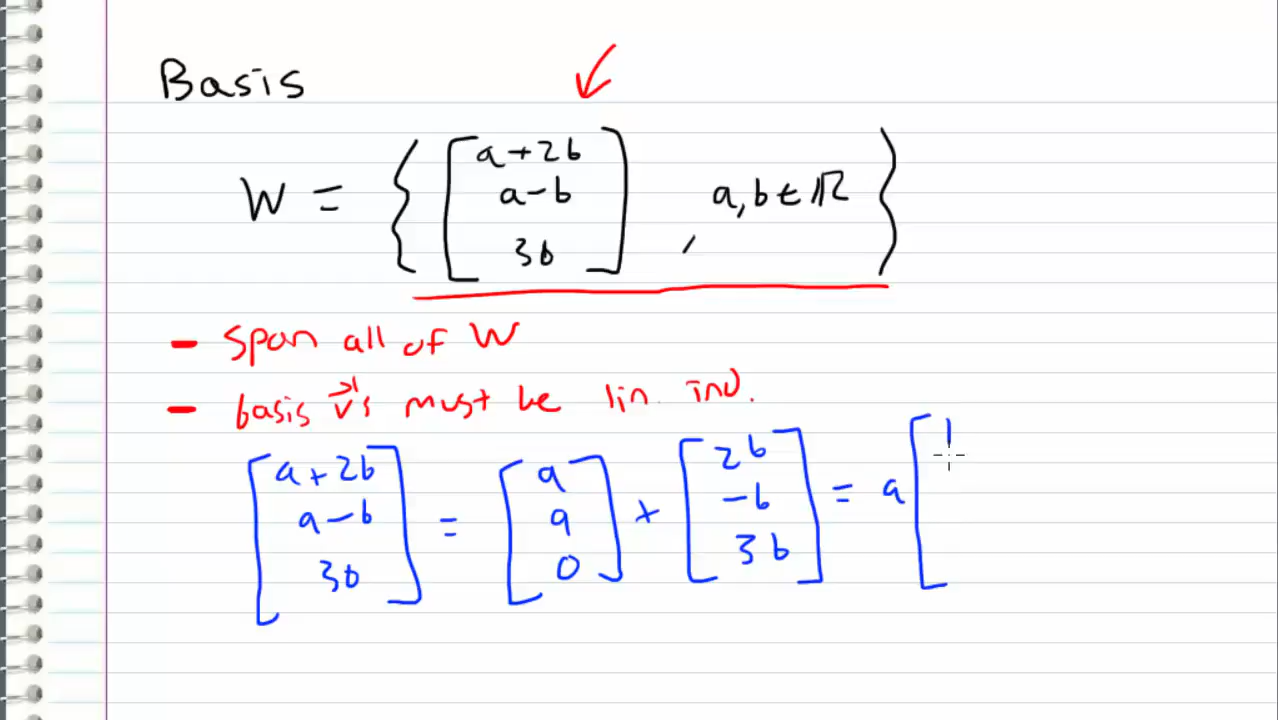 Basis
W = { [ a+2b
a-b
3b ] , a,b ∈ ℝ }
- Span all of W
- basis v⃗'s must be lin. ind.
[ a+2b
a-b
3b ] = [ a
a
0 ] + [ 2b
-b
3b ] = a [ 1